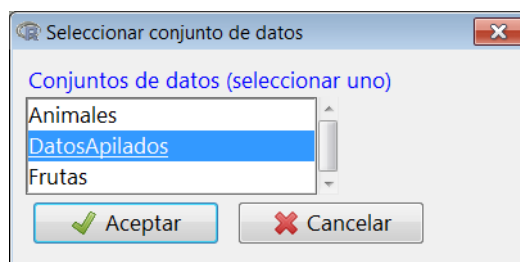 Seleccionar conjunto de datos
Conjuntos de datos (seleccionar uno)
Animales
DatosApilados
Frutas
Aceptar Cancelar